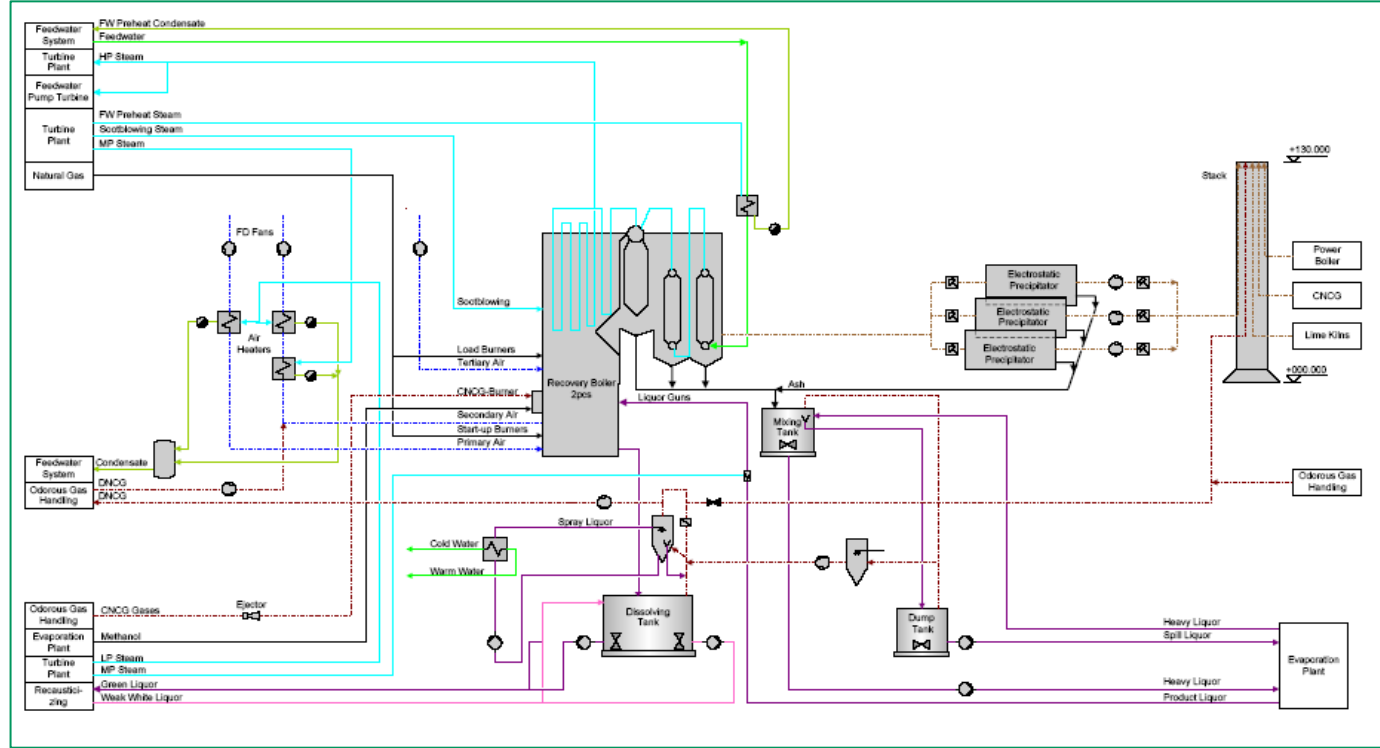 FW Preheat Condensate
Feedwater
System
Feedwater
Turbine
Plant
HP Steam
Feedwater
Pump Turbine
FW Preheat Steam
Sootblowing Steam
Turbine
Plant
MP Steam
Natural Gas
+130.000
Stack
FD Fans
Power
Boiler
Electrostatic
Precipitator
CNCG
Sootblowing
Electrostatic
Precipitator
Air
Heaters
Lime Kilns
Electrostatic
Precipitator
Load Burners
Tertiary Air
+000.000
Recovery Boiler
2pcs
Ash
CNCG-Burner
Liquor Guns
Secondary Air
Mixing
Tank
Start-up Burners
Primary Air
Feedwater
System
Condensate
DNCG
Odorous Gas
Handling
DNCG
Odorous Gas
Handling
Spray Liquor
Cold Water
Warm Water
Odorous Gas
Handling
CNCG Gases
Ejector
Dissolving
Tank
Dump
Tank
Heavy Liquor
Evaporation
Plant
Methanol
Spill Liquor
Turbine
Plant
LP Steam
MP Steam
Evaporation
Plant
Green Liquor
Heavy Liquor
Recaustici-
zing
Weak White Liquor
Product Liquor